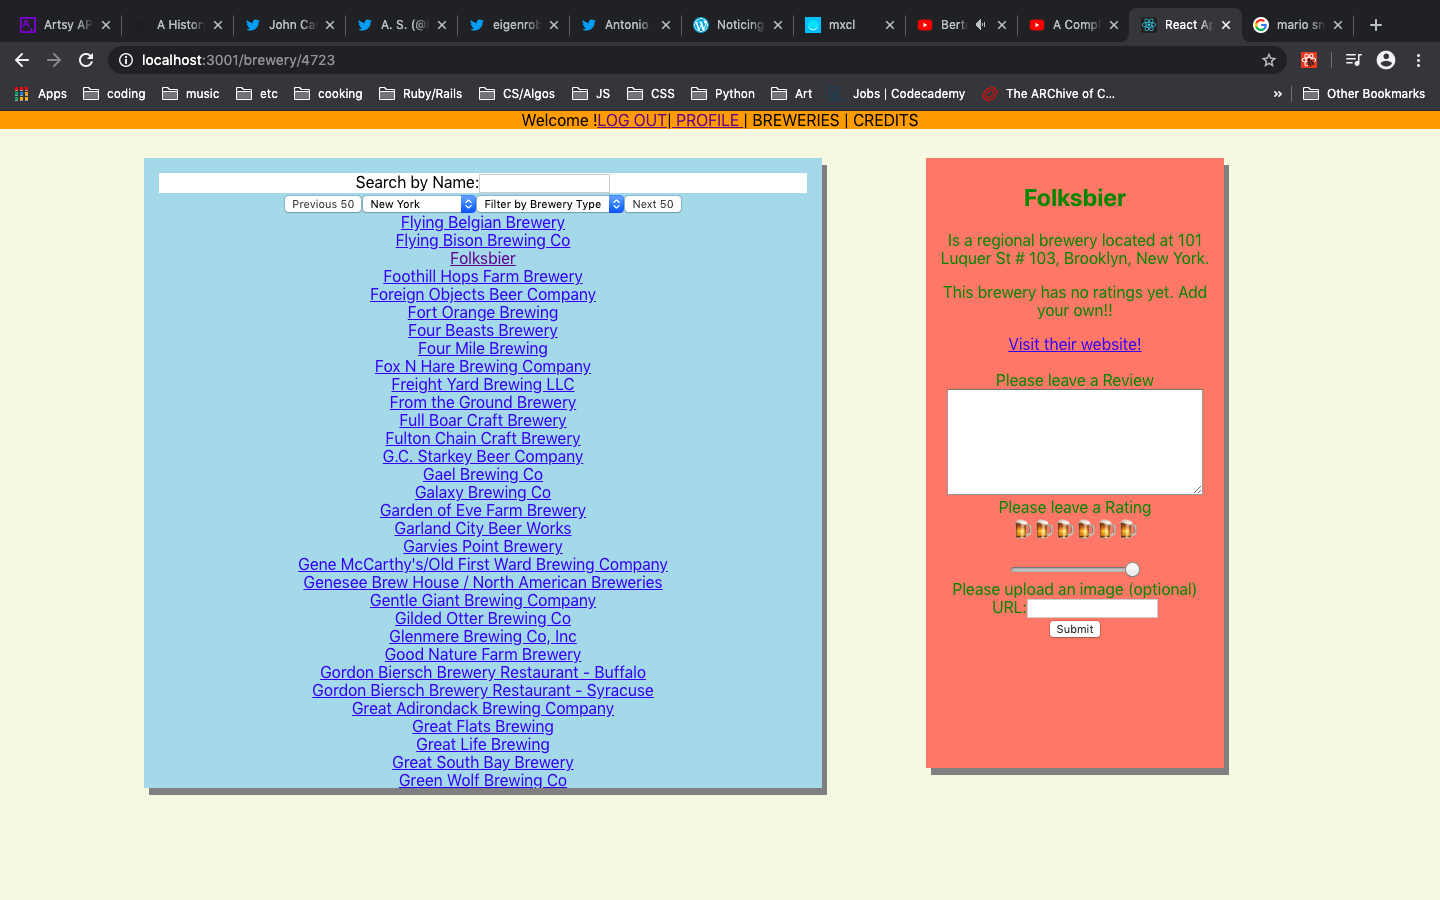 Artsy AP
A History
John Ca
A. S. (@
eigenrob
Antonio
Noticing
mxcl
Bert
A Compl
React Ap
mario sn
localhost:3001/brewery/4723
Apps
coding
music
etc
cooking
Ruby/Rails
CS/Algos
JS
CSS
Python
Art
Jobs | Codecademy
The ARChive of C...
»
Other Bookmarks
Welcome !LOG OUT| PROFILE | BREWERIES | CREDITS
Search by Name:
Previous 50 New York Filter by Brewery Type Next 50
Flying Belgian Brewery
Flying Bison Brewing Co
Folksbier
Foothill Hops Farm Brewery
Foreign Objects Beer Company
Fort Orange Brewing
Four Beasts Brewery
Four Mile Brewing
Fox N Hare Brewing Company
Freight Yard Brewing LLC
From the Ground Brewery
Full Boar Craft Brewery
Fulton Chain Craft Brewery
G.C. Starkey Beer Company
Gael Brewing Co
Galaxy Brewing Co
Garden of Eve Farm Brewery
Garland City Beer Works
Garvies Point Brewery
Gene McCarthy's/Old First Ward Brewing Company
Genesee Brew House / North American Breweries
Gentle Giant Brewing Company
Gilded Otter Brewing Co
Glenmere Brewing Co, Inc
Good Nature Farm Brewery
Gordon Biersch Brewery Restaurant - Buffalo
Gordon Biersch Brewery Restaurant - Syracuse
Great Adirondack Brewing Company
Great Flats Brewing
Great Life Brewing
Great South Bay Brewery
Green Wolf Brewing Co
Folksbier
Is a regional brewery located at 101
Luquer St # 103, Brooklyn, New York.
This brewery has no ratings yet. Add
your own!!
Visit their website!
Please leave a Review
Please leave a Rating
Please upload an image (optional)
URL:
Submit